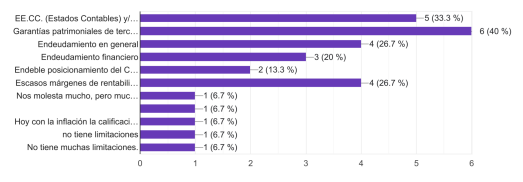 EE.CC. (Estados Contables) y/… 5 (33.3 %)
Garantías patrimoniales de terc… 6 (40 %)
Endeudamiento en general 4 (26.7 %)
Endeudamiento financiero 3 (20 %)
Endeble posicionamiento del C… 2 (13.3 %)
Escasos márgenes de rentabili… 4 (26.7 %)
Nos molesta mucho, pero muc… 1 (6.7 %)
1 (6.7 %)
Hoy con la inflación la calificaci… 1 (6.7 %)
no tiene limitaciones 1 (6.7 %)
No tiene muchas limitaciones. 1 (6.7 %)
0 1 2 3 4 5 6